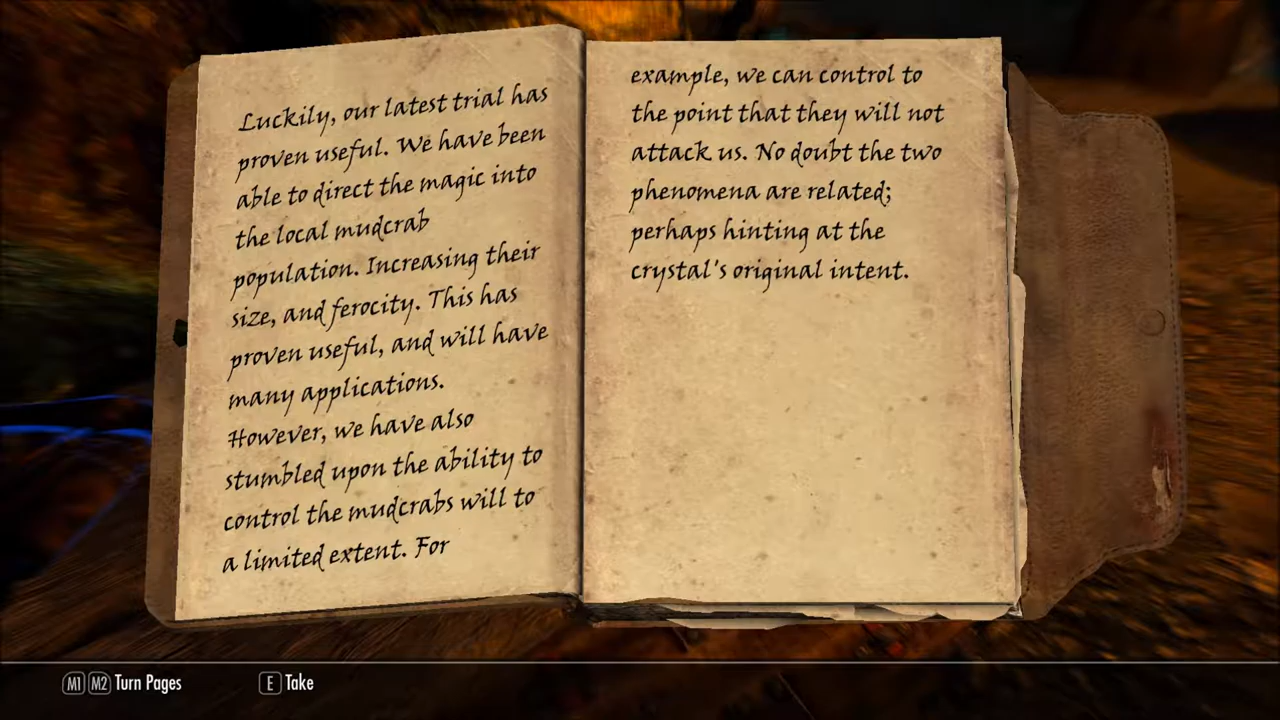 Luckily, our latest trial has
proven useful. We have been
able to direct the magic into
the local mudcrab
population. Increasing their
size, and ferocity. This has
proven useful, and will have
many applications.
However, we have also
stumbled upon the ability to
control the mudcrabs will to
a limited extent. For
example, we can control to
the point that they will not
attack us. No doubt the two
phenomena are related;
perhaps hinting at the
crystal's original intent.
M1 M2 Turn Pages E Take